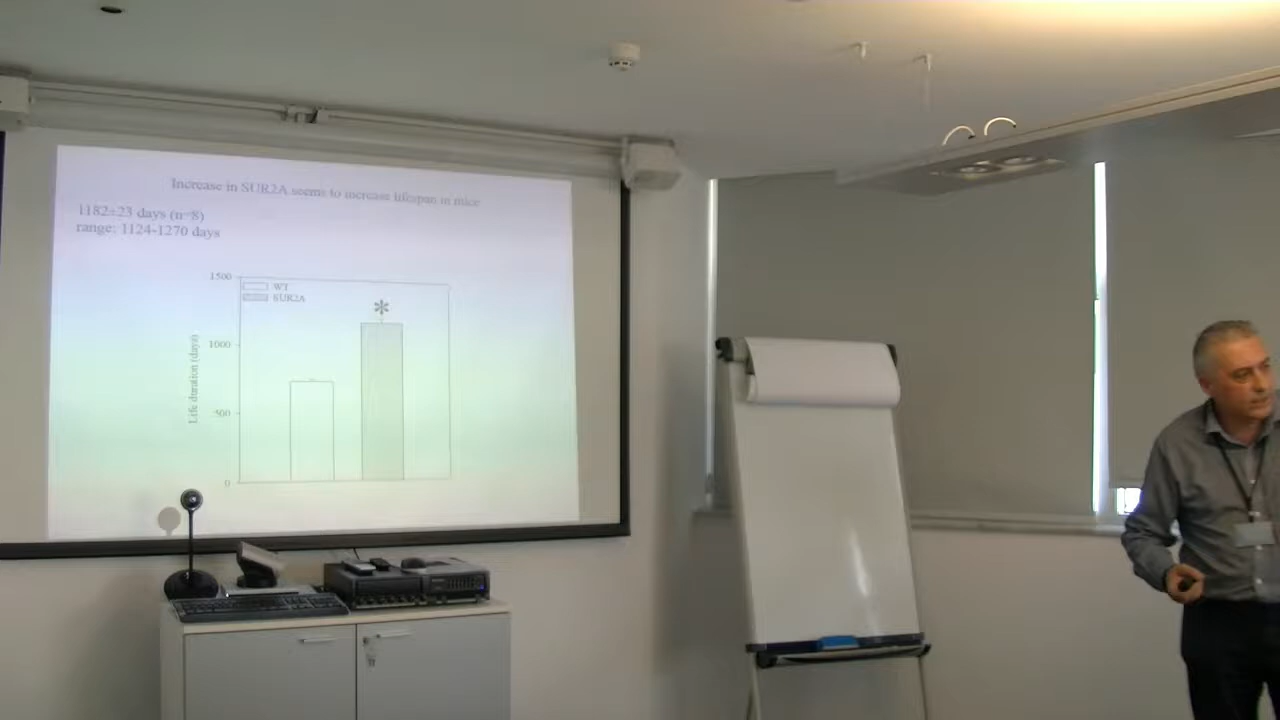 Increase in SUR2A seems to increase lifespan in mice
1182±23 days (n=8)
range: 1124-1270 days
1500
WT
SUR2A
*
1000
Life duration (days)
500
0